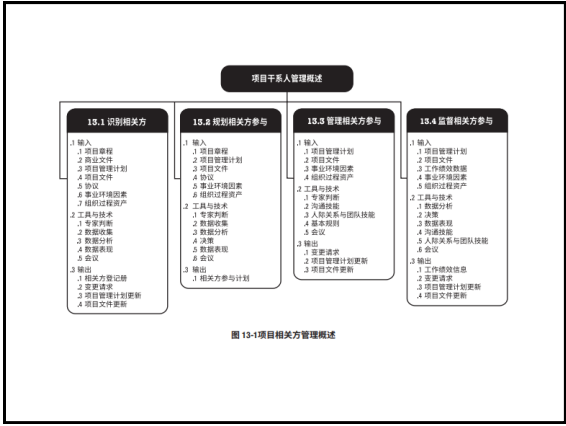 项目干系人管理概述
13.1 识别相关方
.1 输入
.1 项目章程
.2 商业文件
.3 项目管理计划
.4 项目文件
.5 协议
.6 事业环境因素
.7 组织过程资产
.2 工具与技术
.1 专家判断
.2 数据收集
.3 数据分析
.4 数据表现
.5 会议
.3 输出
.1 相关方登记册
.2 变更请求
.3 项目管理计划更新
.4 项目文件更新
13.2 规划相关方参与
.1 输入
.1 项目章程
.2 项目管理计划
.3 项目文件
.4 协议
.5 事业环境因素
.6 组织过程资产
.2 工具与技术
.1 专家判断
.2 数据收集
.3 数据分析
.4 决策
.5 数据表现
.6 会议
.3 输出
.1 相关方参与计划
13.3 管理相关方参与
.1 输入
.1 项目管理计划
.2 项目文件
.3 事业环境因素
.4 组织过程资产
.2 工具与技术
.1 专家判断
.2 沟通技能
.3 人际关系与团队技能
.4 基本规则
.5 会议
.3 输出
.1 变更请求
.2 项目管理计划更新
.3 项目文件更新
13.4 监督相关方参与
.1 输入
.1 项目管理计划
.2 项目文件
.3 工作绩效数据
.4 事业环境因素
.5 组织过程资产
.2 工具与技术
.1 数据分析
.2 决策
.3 数据表现
.4 沟通技能
.5 人际关系与团队技能
.6 会议
.3 输出
.1 工作绩效信息
.2 变更请求
.3 项目管理计划更新
.4 项目文件更新
图 13-1项目相关方管理概述